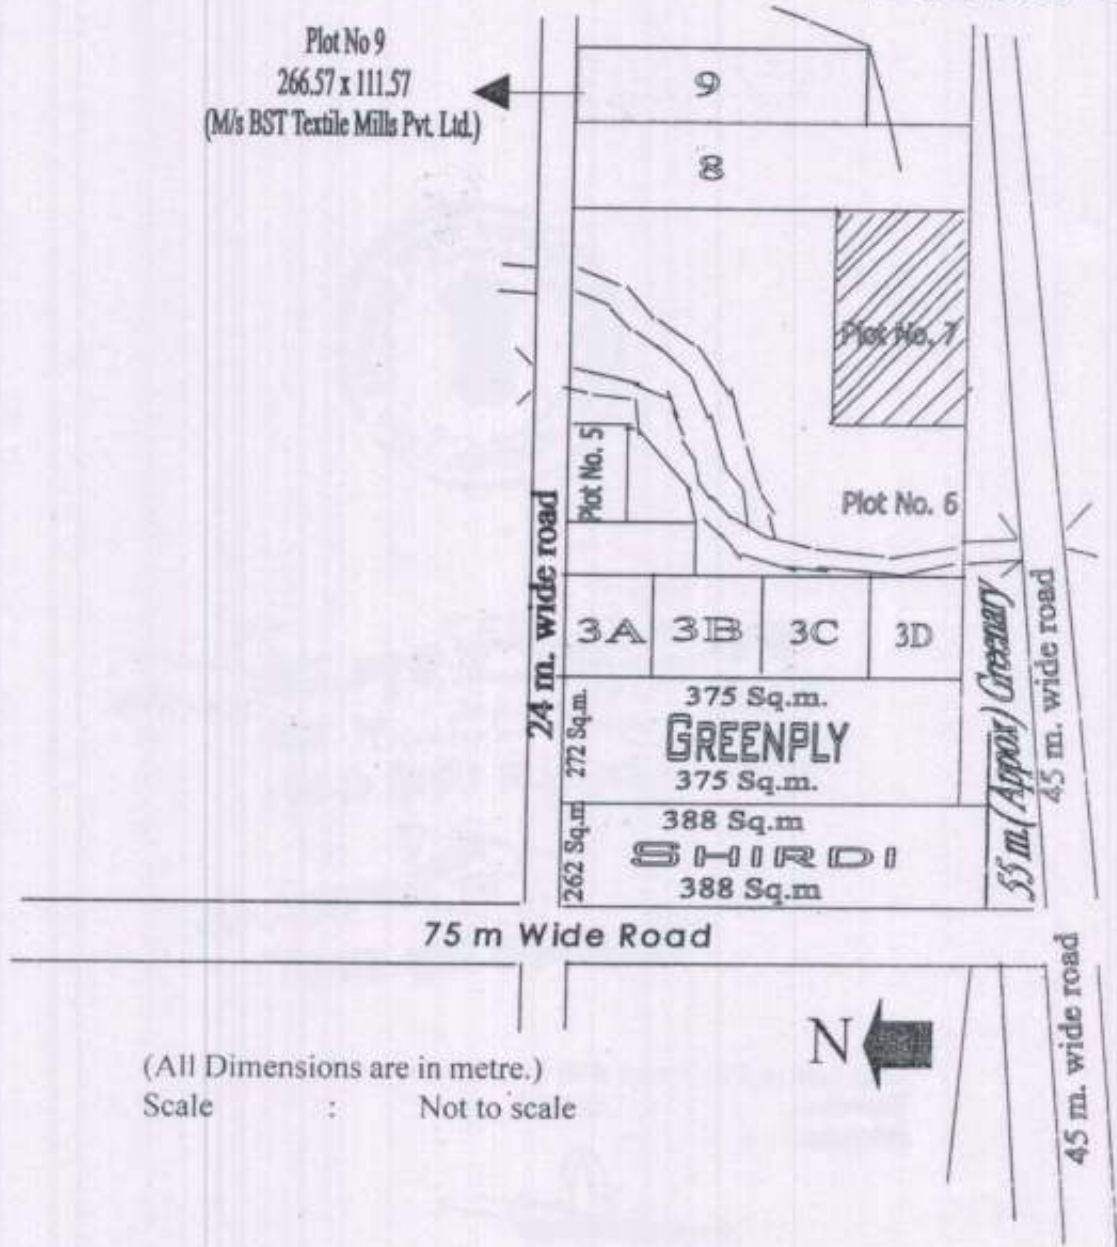 Plot No 9
266.57 x 111.57
(M/s BST Textile Mills Pvt. Ltd.)
9
8
Plot No. 7
Plot No. 5
Plot No. 6
24 m. wide road
3A 3B 3C 3D
375 Sq.m.
272 Sq.m.
GREENPLY
375 Sq.m.
388 Sq.m
262 Sq.m
SHIRDI
388 Sq.m
55 m.(Appox) Greenary
45 m. wide road
75 m Wide Road
45 m. wide road
N
(All Dimensions are in metre.)
Scale : Not to scale